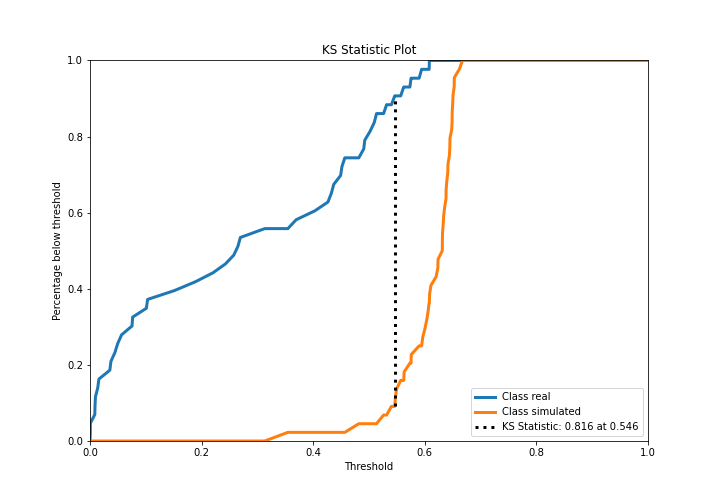 KS Statistic Plot
1.0
0.8
0.6
0.4
0.2
0.0
Percentage below threshold
0.0 0.2 0.4 0.6 0.8 1.0
Threshold
Class real
Class simulated
KS Statistic: 0.816 at 0.546